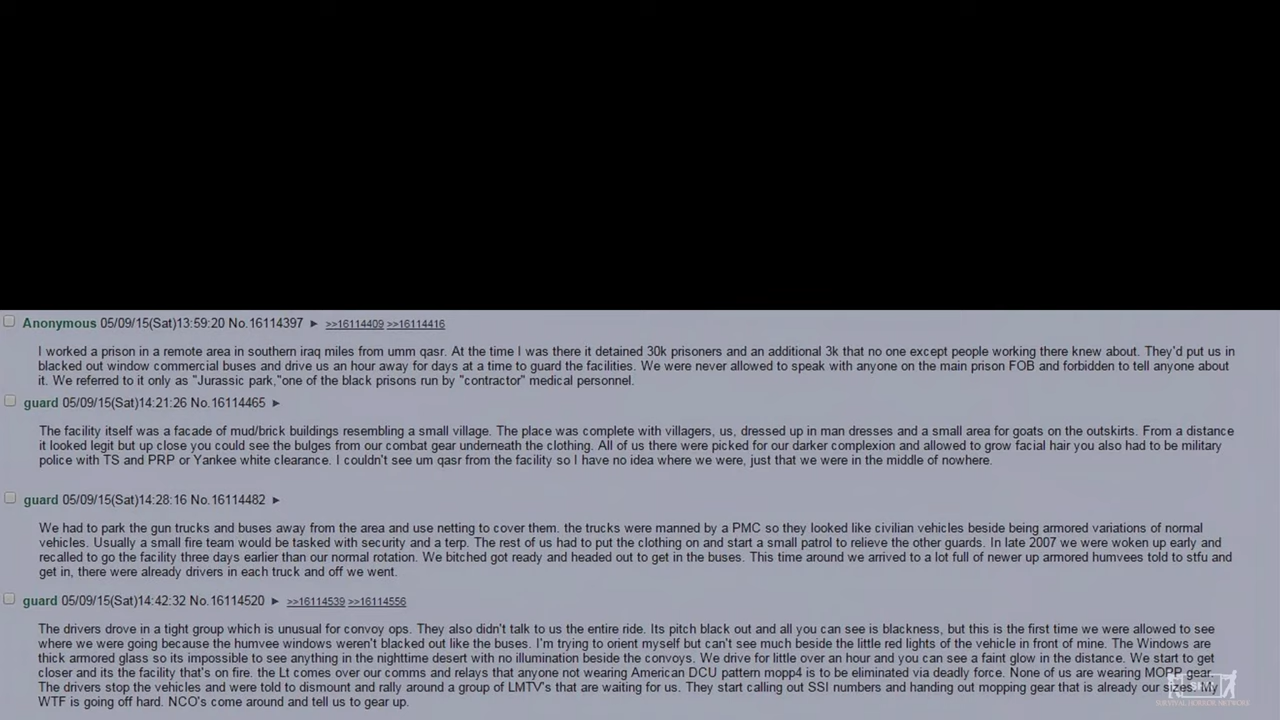 Anonymous 05/09/15(Sat)13:59:20 No.16114397 ► >>16114409 >>16114416
I worked a prison in a remote area in southern iraq miles from umm qasr. At the time I was there it detained 30k prisoners and an additional 3k that no one except people working there knew about. They'd put us in
blacked out window commercial buses and drive us an hour away for days at a time to guard the facilities. We were never allowed to speak with anyone on the main prison FOB and forbidden to tell anyone about
it. We referred to it only as "Jurassic park,"one of the black prisons run by "contractor" medical personnel.
guard 05/09/15(Sat)14:21:26 No.16114465 ►
The facility itself was a facade of mud/brick buildings resembling a small village. The place was complete with villagers, us, dressed up in man dresses and a small area for goats on the outskirts. From a distance
it looked legit but up close you could see the bulges from our combat gear underneath the clothing. All of us there were picked for our darker complexion and allowed to grow facial hair you also had to be military
police with TS and PRP or Yankee white clearance. I couldn't see um qasr from the facility so I have no idea where we were, just that we were in the middle of nowhere.
guard 05/09/15(Sat)14:28:16 No.16114482 ►
We had to park the gun trucks and buses away from the area and use netting to cover them. the trucks were manned by a PMC so they looked like civilian vehicles beside being armored variations of normal
vehicles. Usually a small fire team would be tasked with security and a terp. The rest of us had to put the clothing on and start a small patrol to relieve the other guards. In late 2007 we were woken up early and
recalled to go the facility three days earlier than our normal rotation. We bitched got ready and headed out to get in the buses. This time around we arrived to a lot full of newer up armored humvees told to stfu and
get in, there were already drivers in each truck and off we went.
guard 05/09/15(Sat)14:42:32 No.16114520 ► >>16114539 >>16114556
The drivers drove in a tight group which is unusual for convoy ops. They also didn't talk to us the entire ride. Its pitch black out and all you can see is blackness, but this is the first time we were allowed to see
where we were going because the humvee windows weren't blacked out like the buses. I'm trying to orient myself but can't see much beside the little red lights of the vehicle in front of mine. The Windows are
thick armored glass so its impossible to see anything in the nighttime desert with no illumination beside the convoys. We drive for little over an hour and you can see a faint glow in the distance. We start to get
closer and its the facility that's on fire. the Lt comes over our comms and relays that anyone not wearing American DCU pattern mopp4 is to be eliminated via deadly force. None of us are wearing MOPP gear.
The drivers stop the vehicles and were told to dismount and rally around a group of LMTV's that are waiting for us. They start calling out SSI numbers and handing out mopping gear that is already our sizes. My
WTF is going off hard. NCO's come around and tell us to gear up.
SURVIVAL HORROR NETWORK